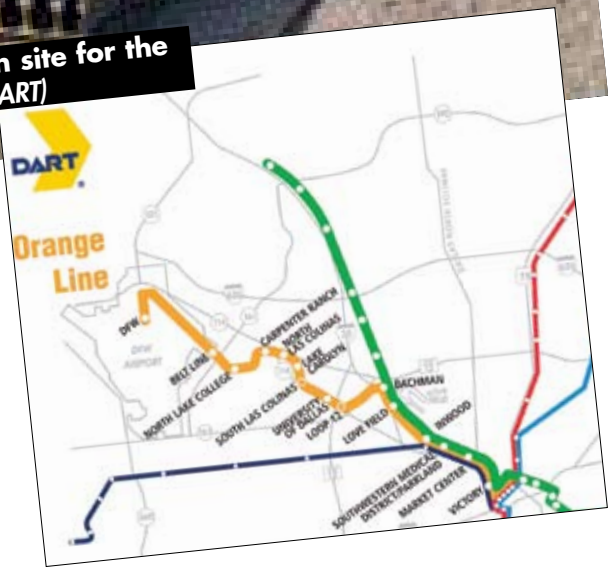 n site for the
ART)
DART
Orange
Line
DFW
DFW
AIRPORT
BELT LINE
NORTH LAKE COLLEGE
CARPENTER RANCH
NORTH
LAS COLINAS
LAKE
CAROLYN
SOUTH LAS COLINAS
UNIVERSITY
OF DALLAS
LOOP 12
LOVE FIELD
BACHMAN
INWOOD
SOUTHWESTERN MEDICAL
DISTRICT/PARKLAND
MARKET CENTER
VICTORY